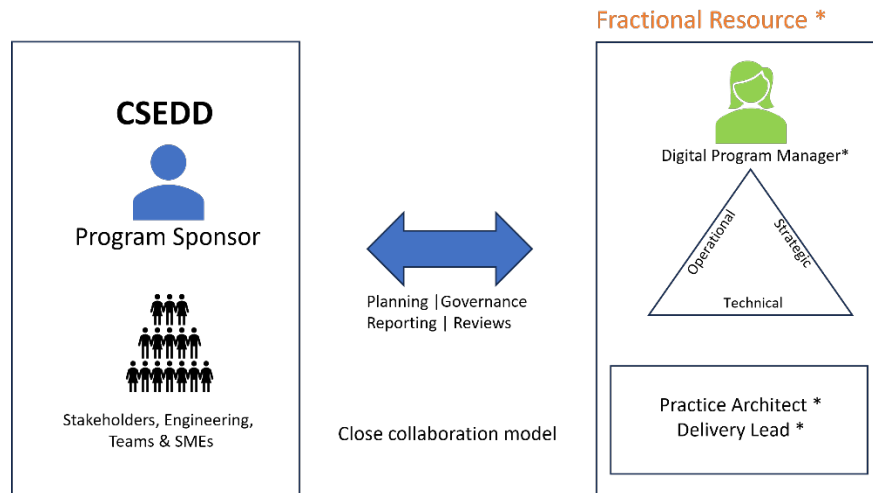 Fractional Resource *
CSEDD
Program Sponsor
Stakeholders, Engineering,
Teams & SMEs
Planning |Governance
Reporting | Reviews
Close collaboration model
Digital Program Manager*
Operational
Strategic
Technical
Practice Architect *
Delivery Lead *